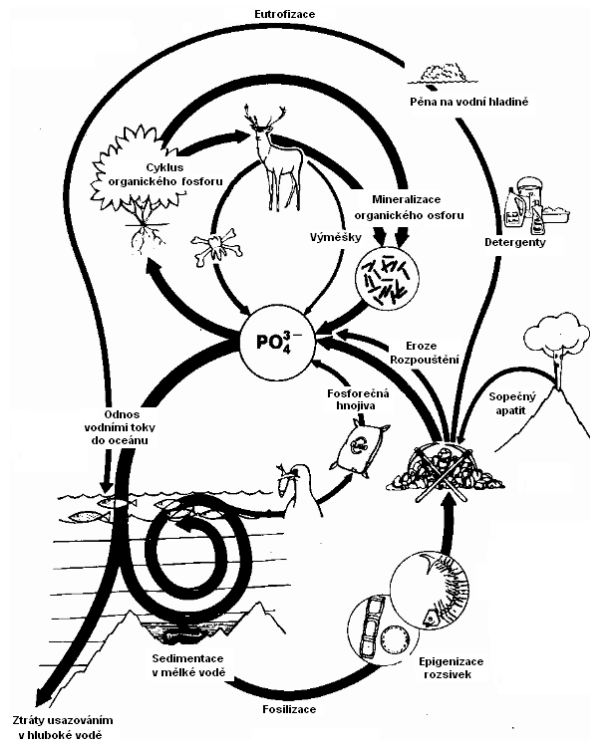 Eutrofizace
Pěna na vodní hladině
Cyklus
organického fosforu
Mineralizace
organického osforu
Výměšky
Detergenty
PO₄³⁻
Eroze
Rozpouštění
Sopečný
apatit
Fosforečná
hnojiva
Odnos
vodními toky
do oceánu
Sedimentace
v mělké vodě
Epigenizace
rozsivek
Fosilizace
Ztráty usazováním
v hluboké vodě